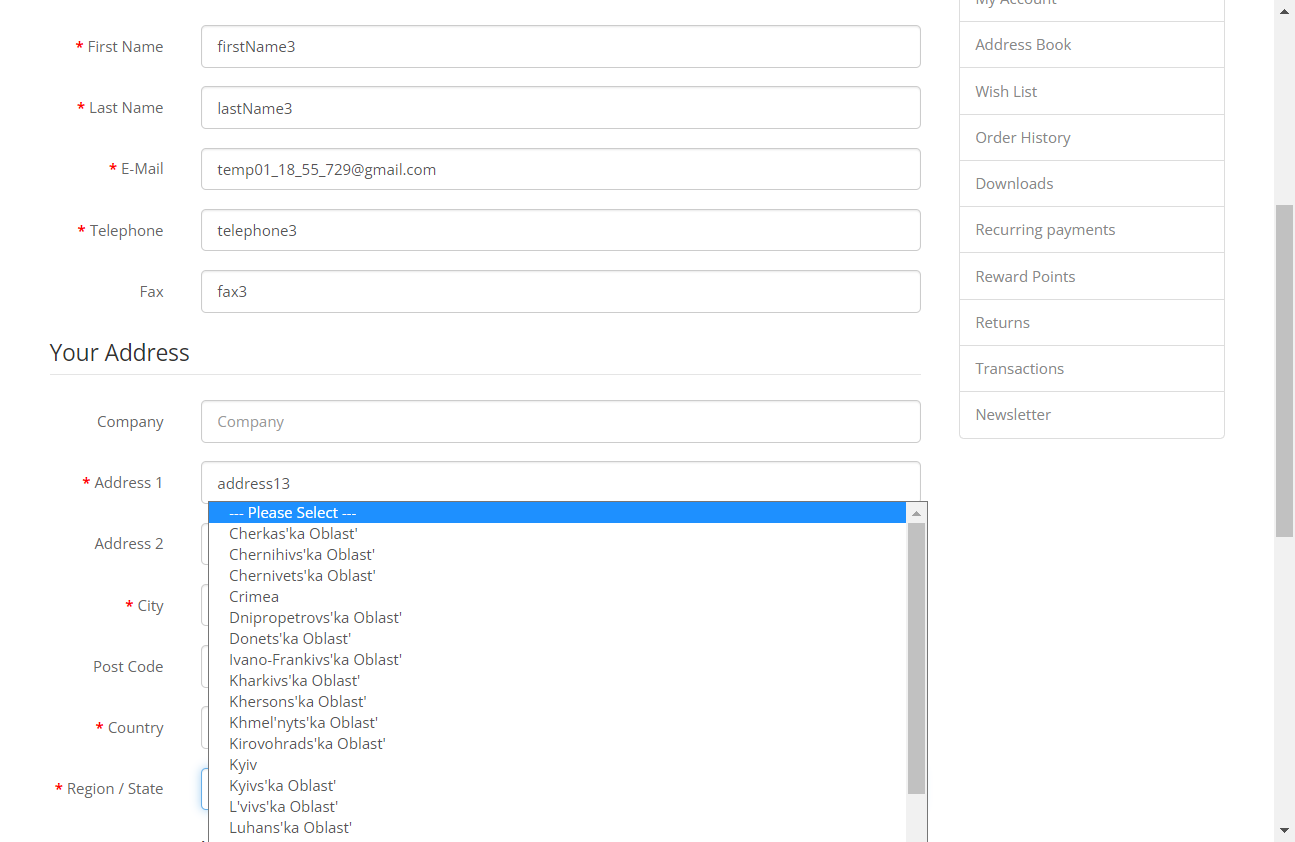 My Account
* First Name firstName3
Address Book
* Last Name lastName3
Wish List
Order History
* E-Mail temp01_18_55_729@gmail.com
Downloads
* Telephone telephone3
Recurring payments
Reward Points
Fax fax3
Returns
Your Address
Transactions
Newsletter
Company Company
* Address 1 address13
--- Please Select ---
Cherkas'ka Oblast'
Address 2
Chernihivs'ka Oblast'
Chernivets'ka Oblast'
Crimea
* City
Dnipropetrovs'ka Oblast'
Donets'ka Oblast'
Ivano-Frankivs'ka Oblast'
Post Code
Kharkivs'ka Oblast'
Khersons'ka Oblast'
Khmel'nyts'ka Oblast'
* Country
Kirovohrads'ka Oblast'
Kyiv
Kyivs'ka Oblast'
* Region / State
L'vivs'ka Oblast'
Luhans'ka Oblast'